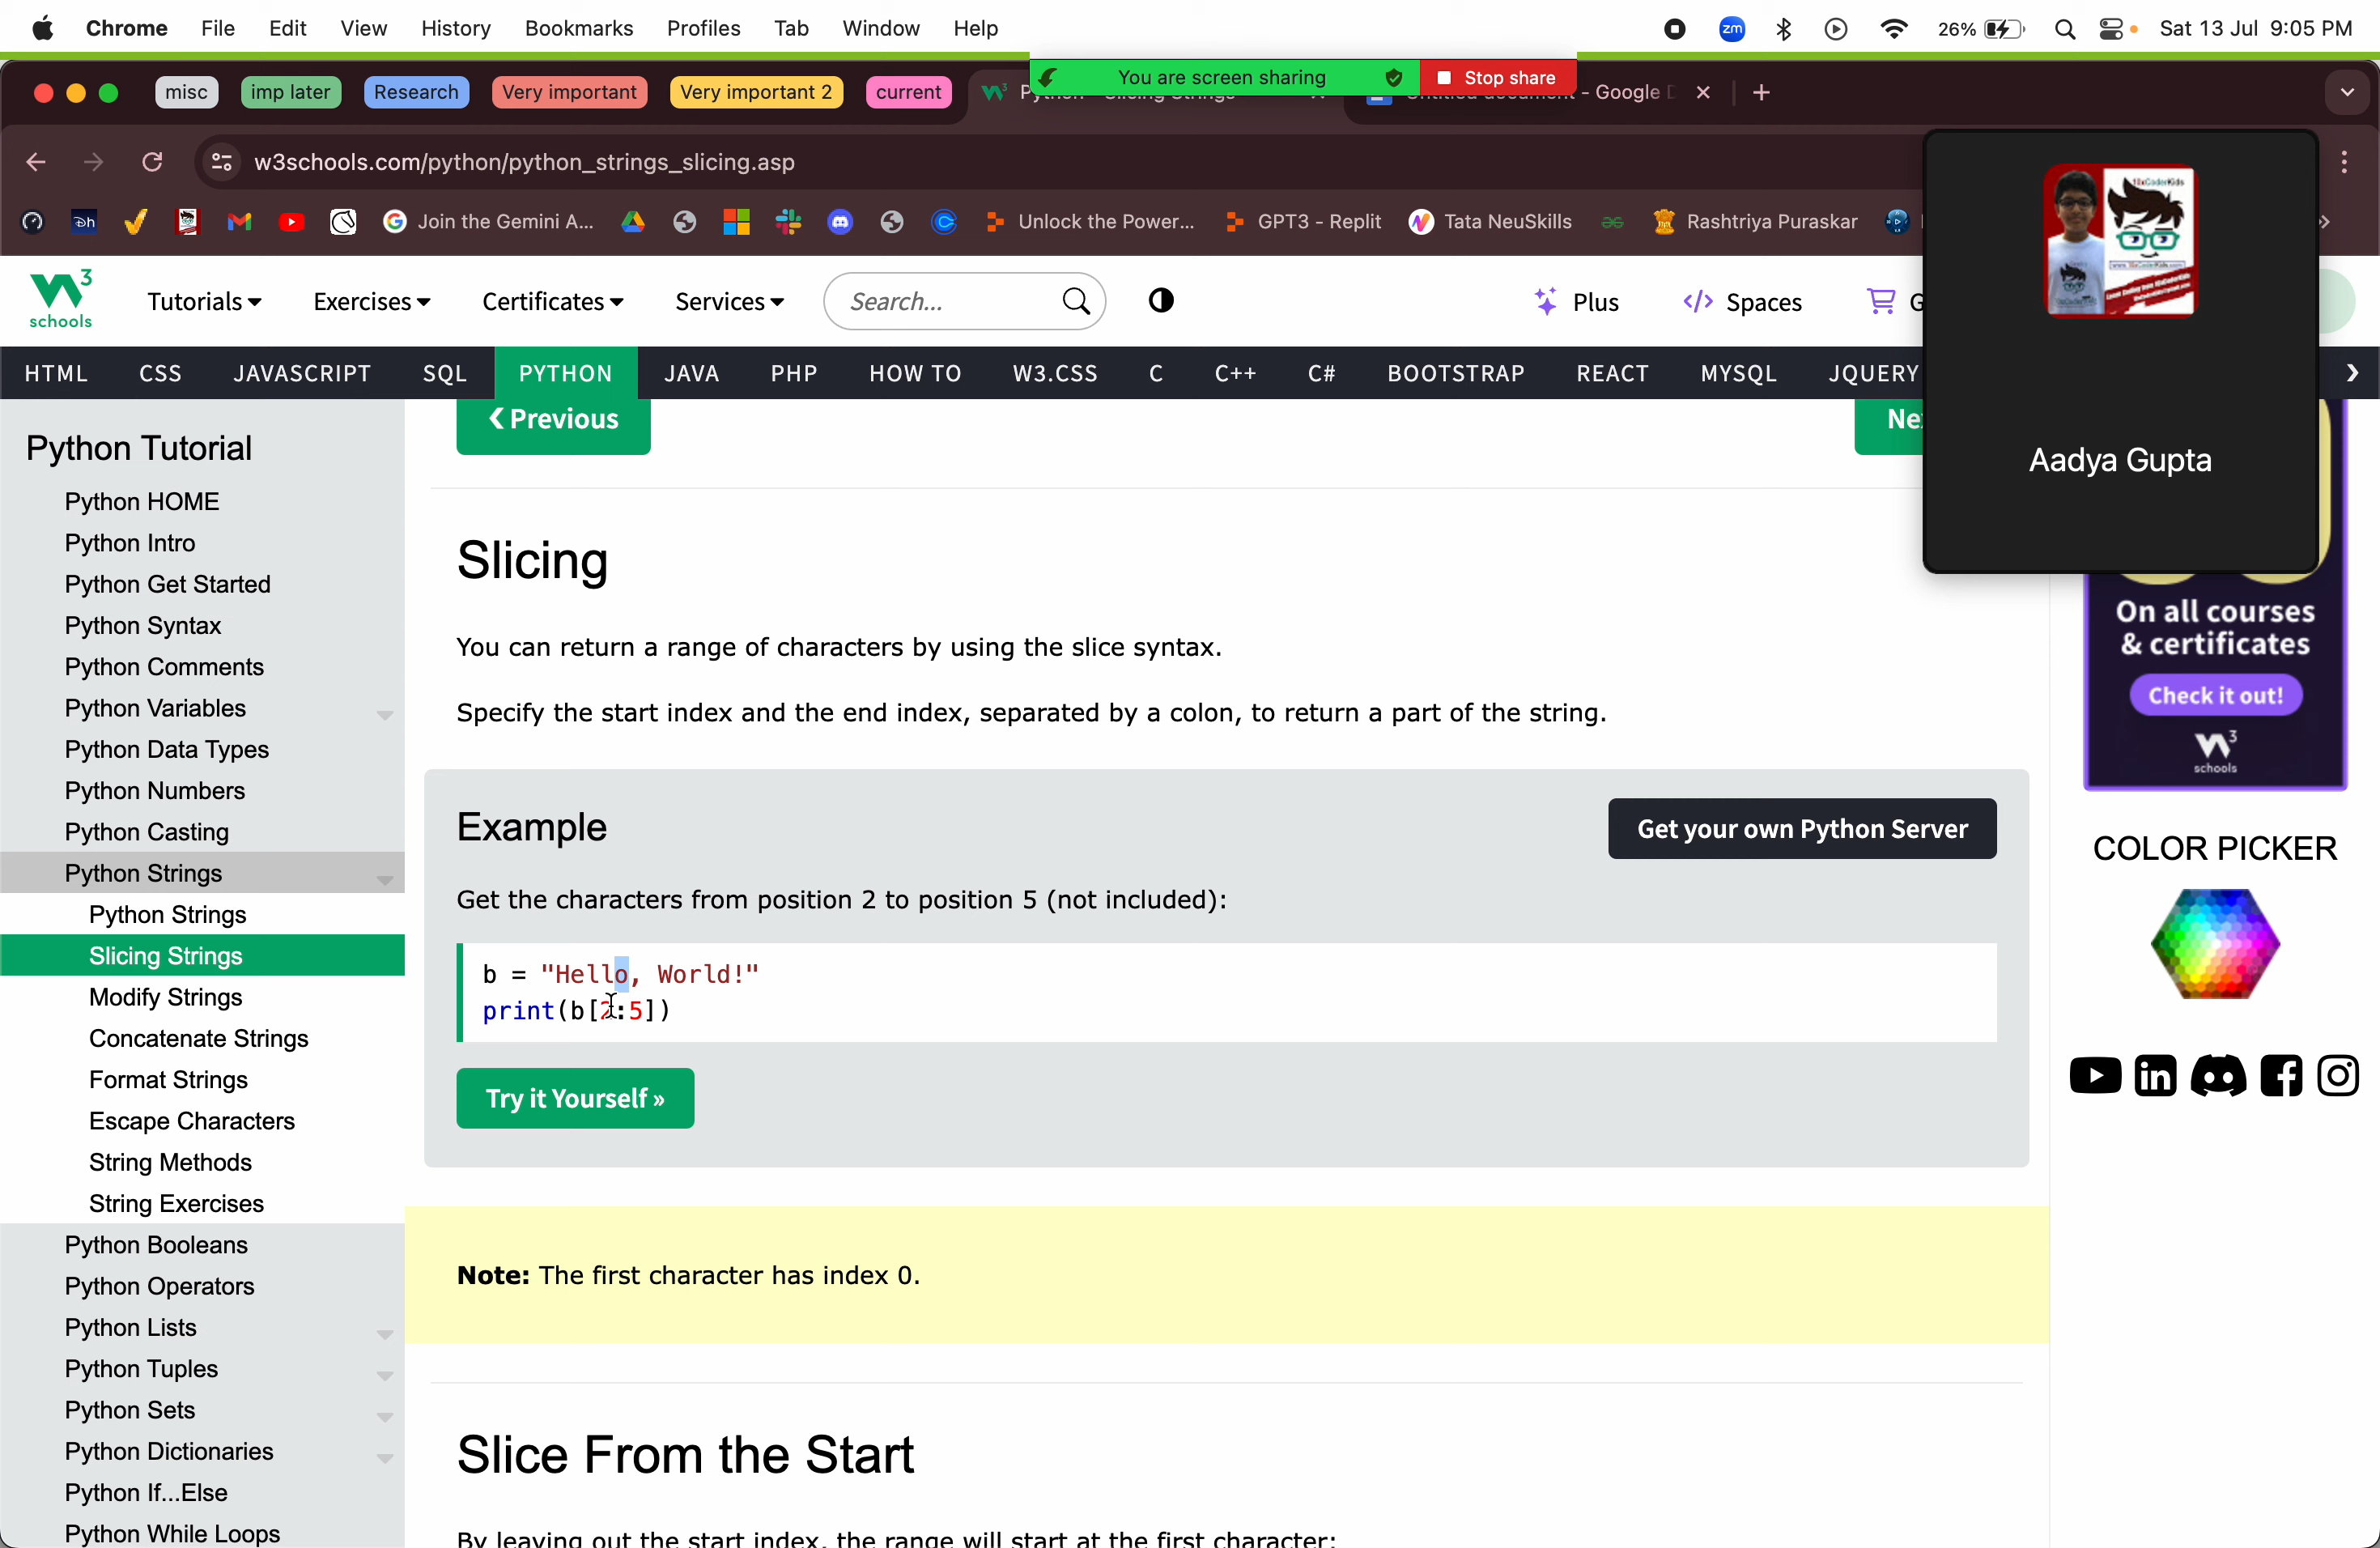 Chrome File Edit View History Bookmarks Profiles Tab Window Help zm 26% Sat 13 Jul 9:05 PM
You are screen sharing Stop share
misc imp later Research Very important Very important 2 current - Google
w3schools.com/python/python_strings_slicing.asp
Join the Gemini A... Unlock the Power... GPT3 - Replit Tata NeuSkills Rashtriya Puraskar
Aadya Gupta
W3 schools Tutorials Exercises Certificates Services Search... Plus </> Spaces G
HTML CSS JAVASCRIPT SQL PYTHON JAVA PHP HOW TO W3.CSS C C++ C# BOOTSTRAP REACT MYSQL JQUERY ❯
❮ Previous
Python Tutorial
Python HOME
Python Intro
Python Get Started
Python Syntax
Python Comments
Python Variables
Python Data Types
Python Numbers
Python Casting
Python Strings
Python Strings
Slicing Strings
Modify Strings
Concatenate Strings
Format Strings
Escape Characters
String Methods
String Exercises
Python Booleans
Python Operators
Python Lists
Python Tuples
Python Sets
Python Dictionaries
Python If...Else
Python While Loops
Slicing
You can return a range of characters by using the slice syntax.
Specify the start index and the end index, separated by a colon, to return a part of the string.
Example
Get your own Python Server
Get the characters from position 2 to position 5 (not included):
b = "Hello, World!"
print(b[2:5])
Try it Yourself »
Note: The first character has index 0.
Slice From the Start
By leaving out the start index, the range will start at the first character:
On all courses
& certificates
Check it out!
W3
schools
COLOR PICKER